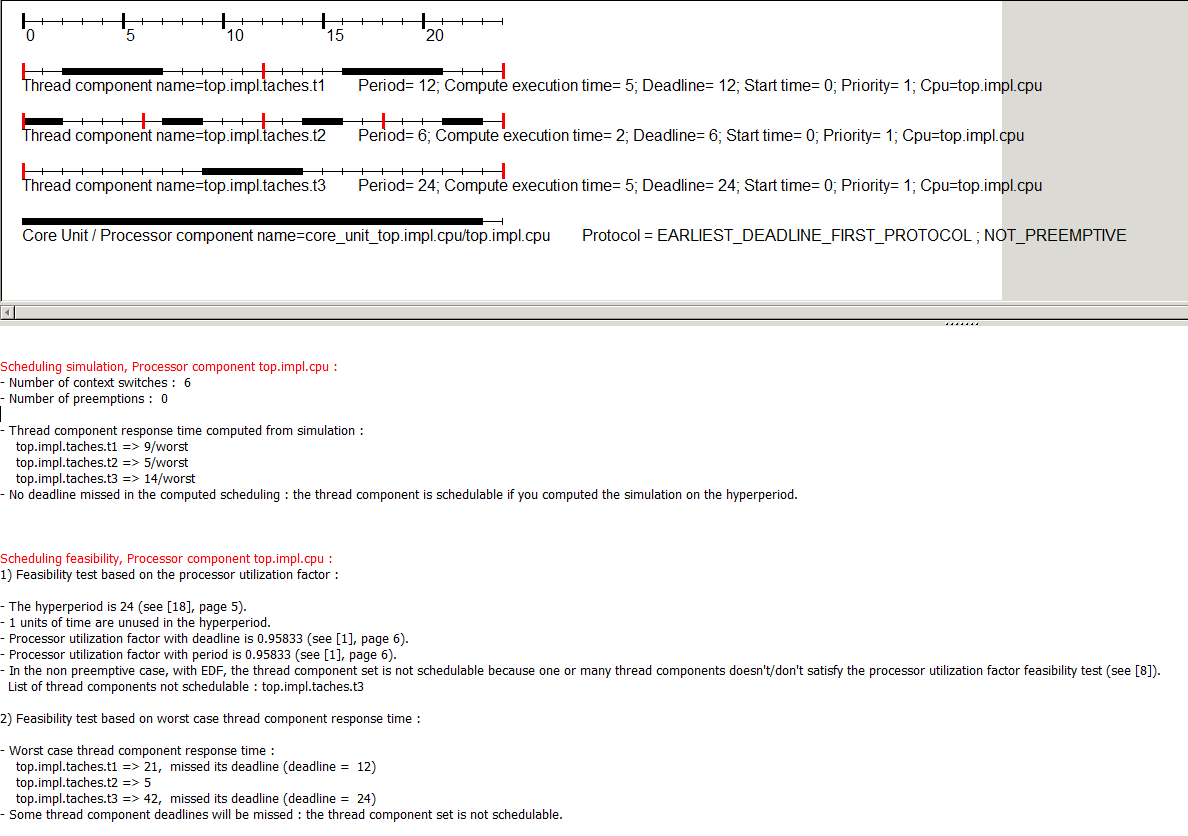 0 5 10 15 20
Thread component name=top.impl.taches.t1 Period= 12; Compute execution time= 5; Deadline= 12; Start time= 0; Priority= 1; Cpu=top.impl.cpu
Thread component name=top.impl.taches.t2 Period= 6; Compute execution time= 2; Deadline= 6; Start time= 0; Priority= 1; Cpu=top.impl.cpu
Thread component name=top.impl.taches.t3 Period= 24; Compute execution time= 5; Deadline= 24; Start time= 0; Priority= 1; Cpu=top.impl.cpu
Core Unit / Processor component name=core_unit_top.impl.cpu/top.impl.cpu Protocol = EARLIEST_DEADLINE_FIRST_PROTOCOL ; NOT_PREEMPTIVE
Scheduling simulation, Processor component top.impl.cpu :
- Number of context switches : 6
- Number of preemptions : 0
- Thread component response time computed from simulation :
top.impl.taches.t1 => 9/worst
top.impl.taches.t2 => 5/worst
top.impl.taches.t3 => 14/worst
- No deadline missed in the computed scheduling : the thread component is schedulable if you computed the simulation on the hyperperiod.
Scheduling feasibility, Processor component top.impl.cpu :
1) Feasibility test based on the processor utilization factor :
- The hyperperiod is 24 (see [18], page 5).
- 1 units of time are unused in the hyperperiod.
- Processor utilization factor with deadline is 0.95833 (see [1], page 6).
- Processor utilization factor with period is 0.95833 (see [1], page 6).
- In the non preemptive case, with EDF, the thread component set is not schedulable because one or many thread components doesn't/don't satisfy the processor utilization factor feasibility test (see [8]).
List of thread components not schedulable : top.impl.taches.t3
2) Feasibility test based on worst case thread component response time :
- Worst case thread component response time :
top.impl.taches.t1 => 21, missed its deadline (deadline = 12)
top.impl.taches.t2 => 5
top.impl.taches.t3 => 42, missed its deadline (deadline = 24)
- Some thread component deadlines will be missed : the thread component set is not schedulable.